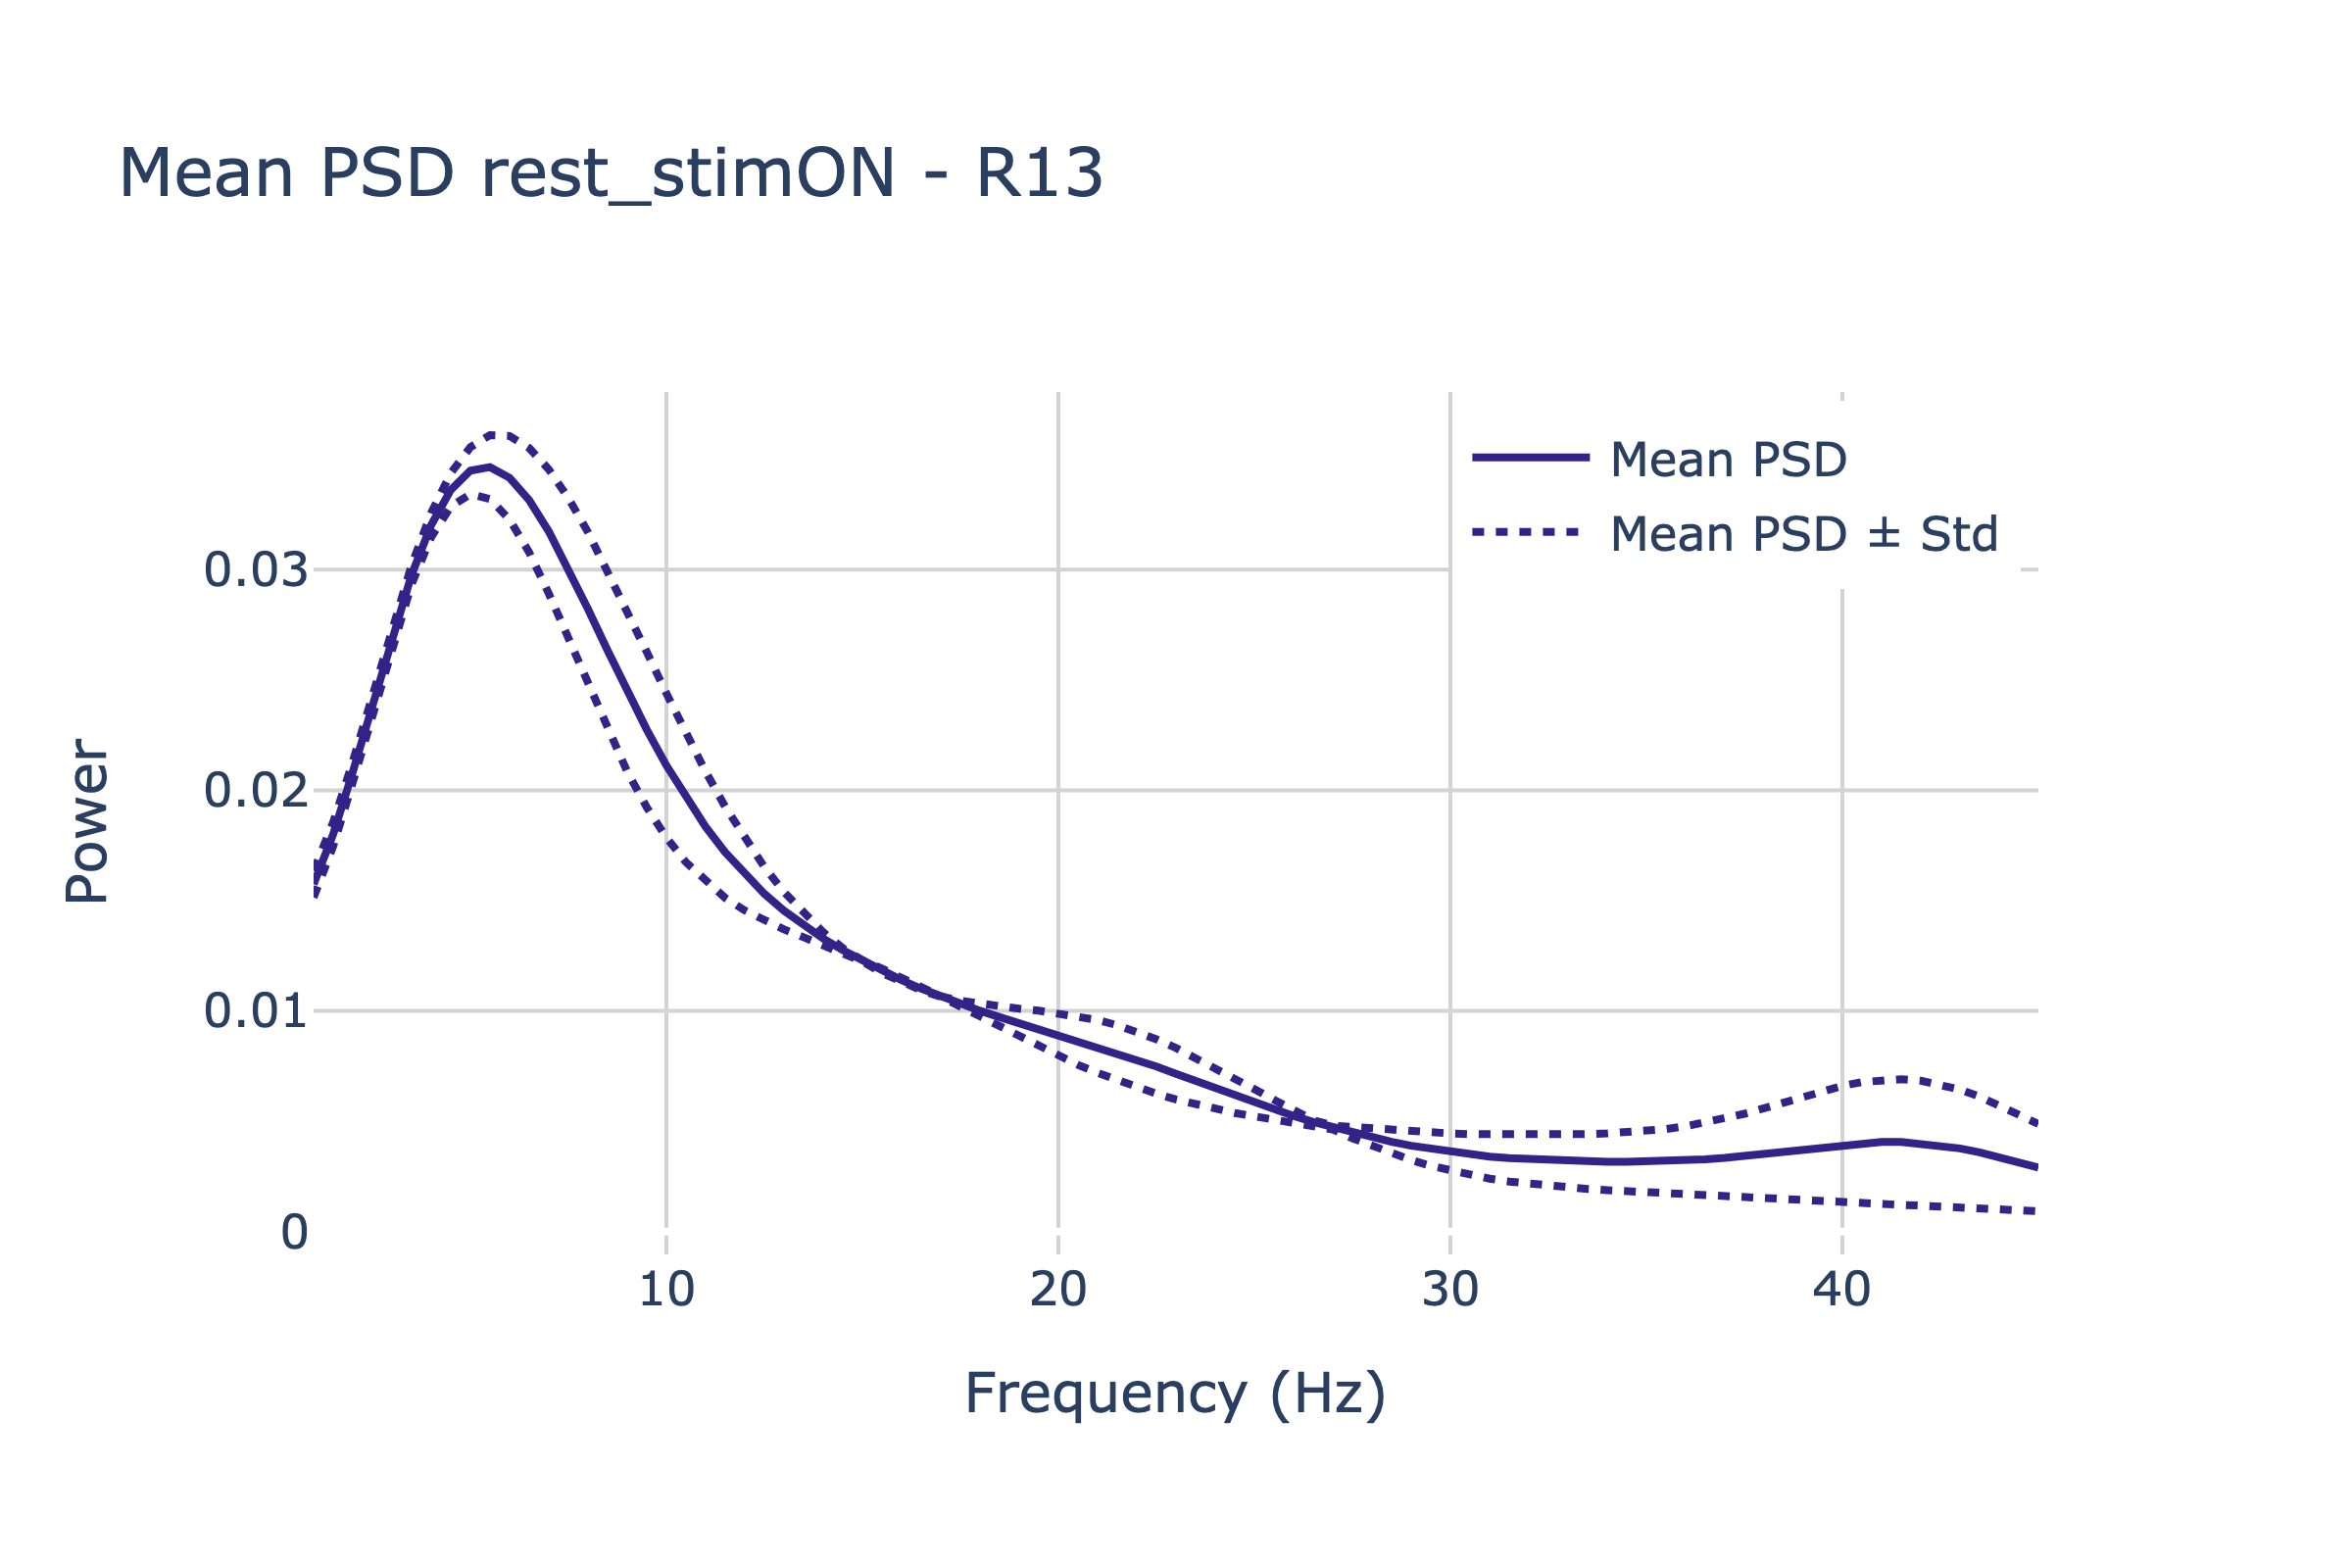 Mean PSD rest_stimON - R13
Mean PSD
Mean PSD ± Std
Power
0.03
0.02
0.01
0
10 20 30 40
Frequency (Hz)